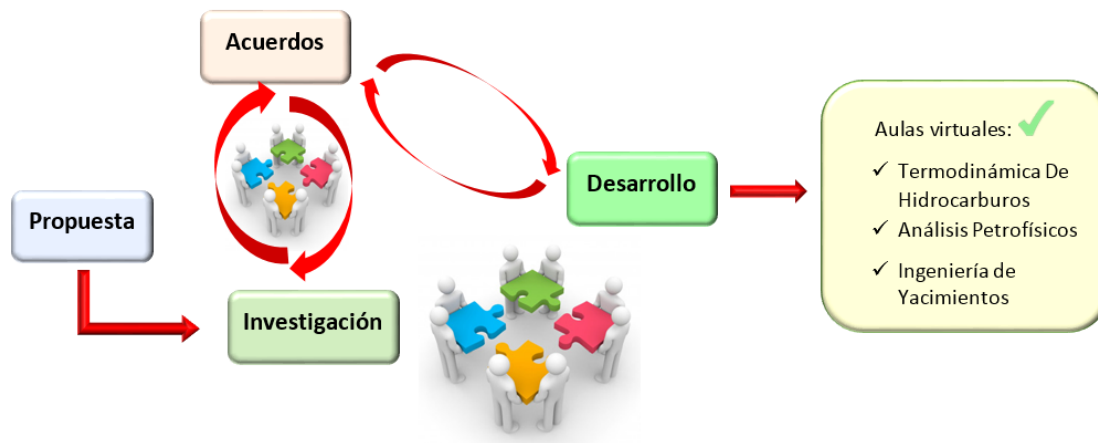 Acuerdos
Propuesta
Investigación
Desarrollo
Aulas virtuales:
Termodinámica De
Hidrocarburos
Análisis Petrofísicos
Ingeniería de
Yacimientos